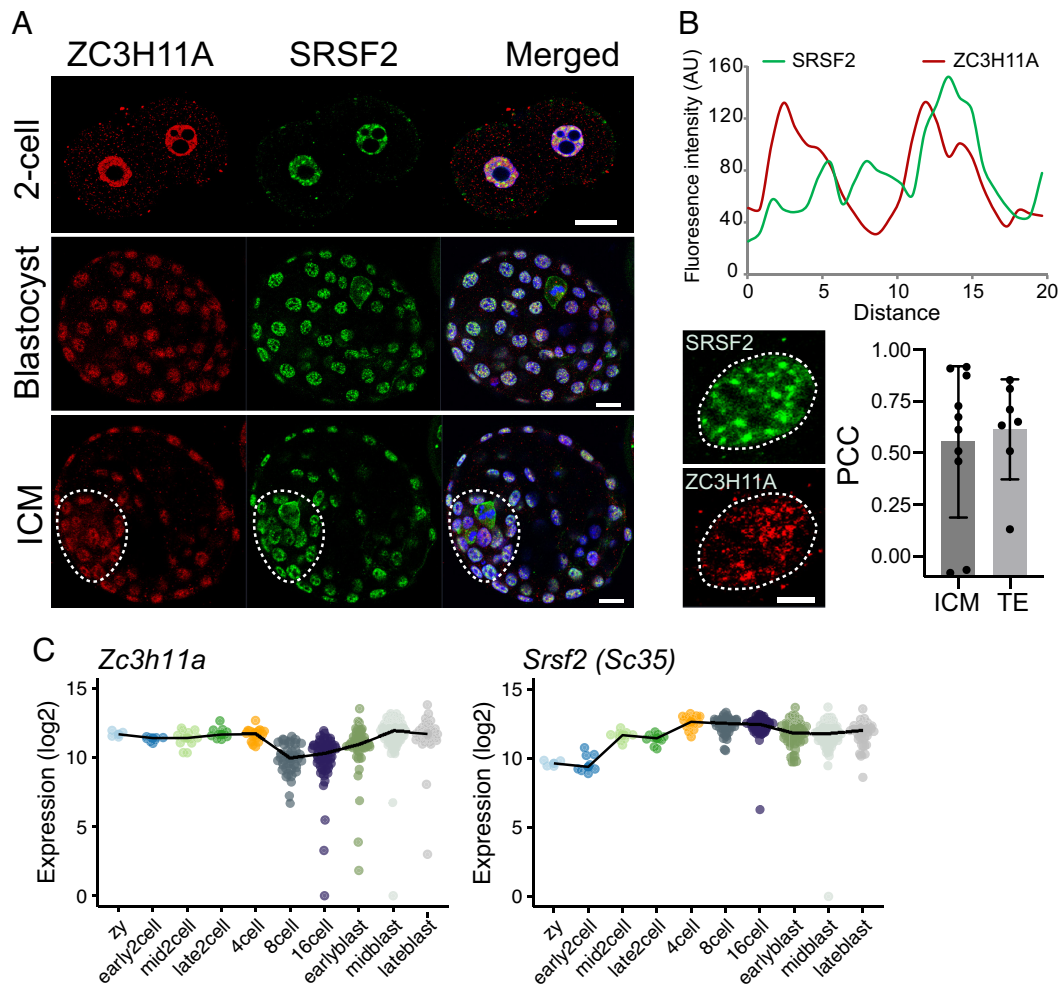 A
ZC3H11A SRSF2 Merged
2-cell
Blastocyst
ICM
B
SRSF2 ZC3H11A
Fluoresence intensity (AU)
160
120
80
40
0
0 5 10 15 20
Distance
SRSF2
ZC3H11A
PCC
1.00
0.75
0.50
0.25
0.00
ICM TE
C
Zc3h11a
Expression (log2)
15
10
5
0
zy early2cell mid2cell late2cell 4cell 8cell 16cell earlyblast midblast lateblast
Srsf2 (Sc35)
Expression (log2)
15
10
5
0
zy early2cell mid2cell late2cell 4cell 8cell 16cell earlyblast midblast lateblast